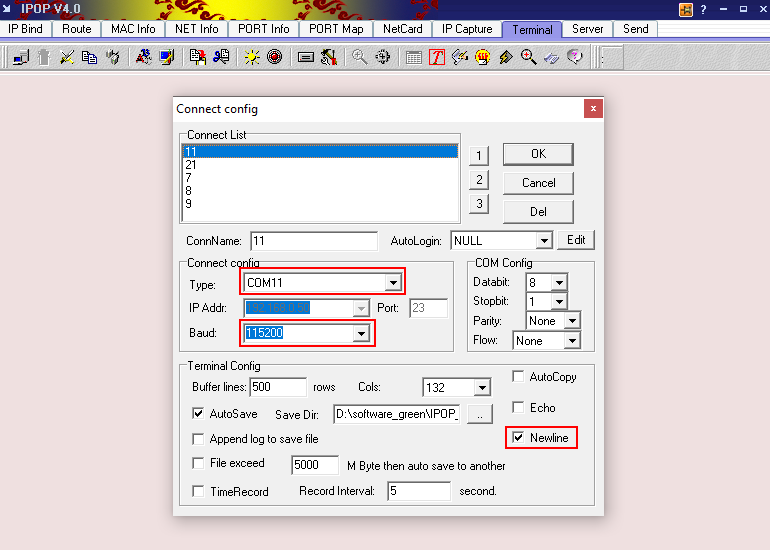 IPOP V4.0
IP Bind Route MAC Info NET Info PORT Info PORT Map NetCard IP Capture Terminal Server Send
Connect config
Connect List
11
21
7
8
9
1
2
3
OK
Cancel
Del
ConnName: 11 AutoLogin: NULL Edit
Connect config
Type: COM11
IP Addr: Port: 23
Baud: 115200
COM Config
Databit: 8
Stopbit: 1
Parity: None
Flow: None
Terminal Config
Buffer lines: 500 rows Cols: 132
AutoSave Save Dir: D:\software_green\IPOP_ ..
Append log to save file
File exceed 5000 M Byte then auto save to another
TimeRecord Record Interval: 5 second.
AutoCopy
Echo
Newline